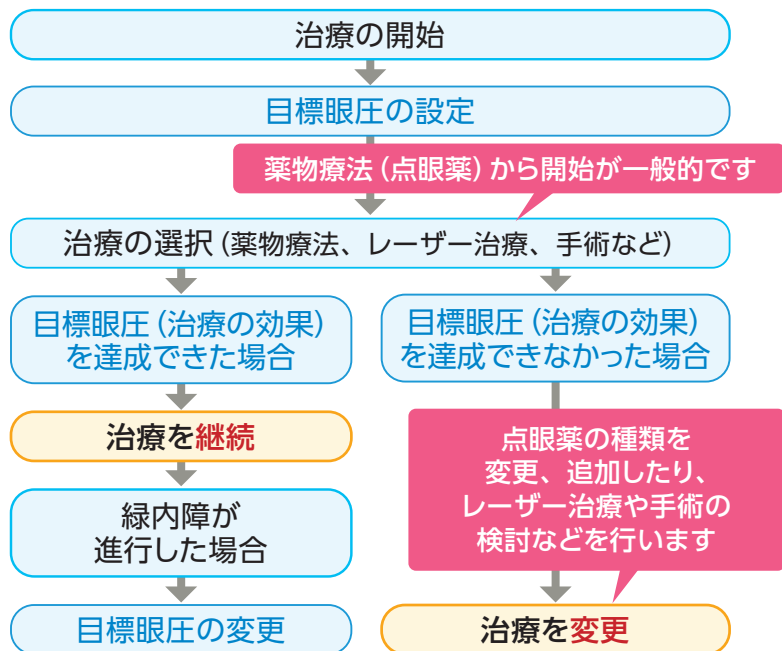 治療の開始
目標眼圧の設定
薬物療法（点眼薬）から開始が一般的です
治療の選択（薬物療法、レーザー治療、手術など）
目標眼圧（治療の効果）
を達成できた場合
目標眼圧（治療の効果）
を達成できなかった場合
治療を継続
点眼薬の種類を
変更、追加したり、
レーザー治療や手術の
検討などを行います
緑内障が
進行した場合
目標眼圧の変更
治療を変更